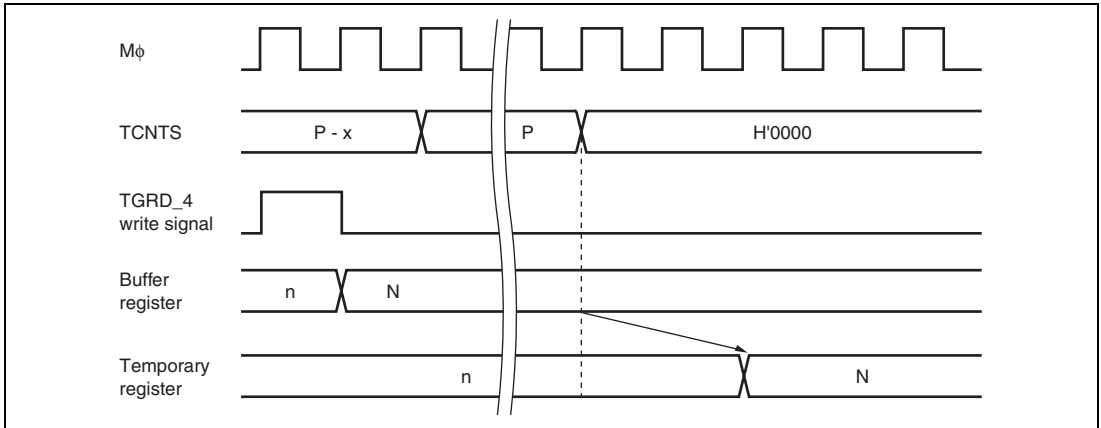 Mφ
TCNTS
P - x
P
H'0000
TGRD_4
write signal
Buffer
register
n
N
Temporary
register
n
N